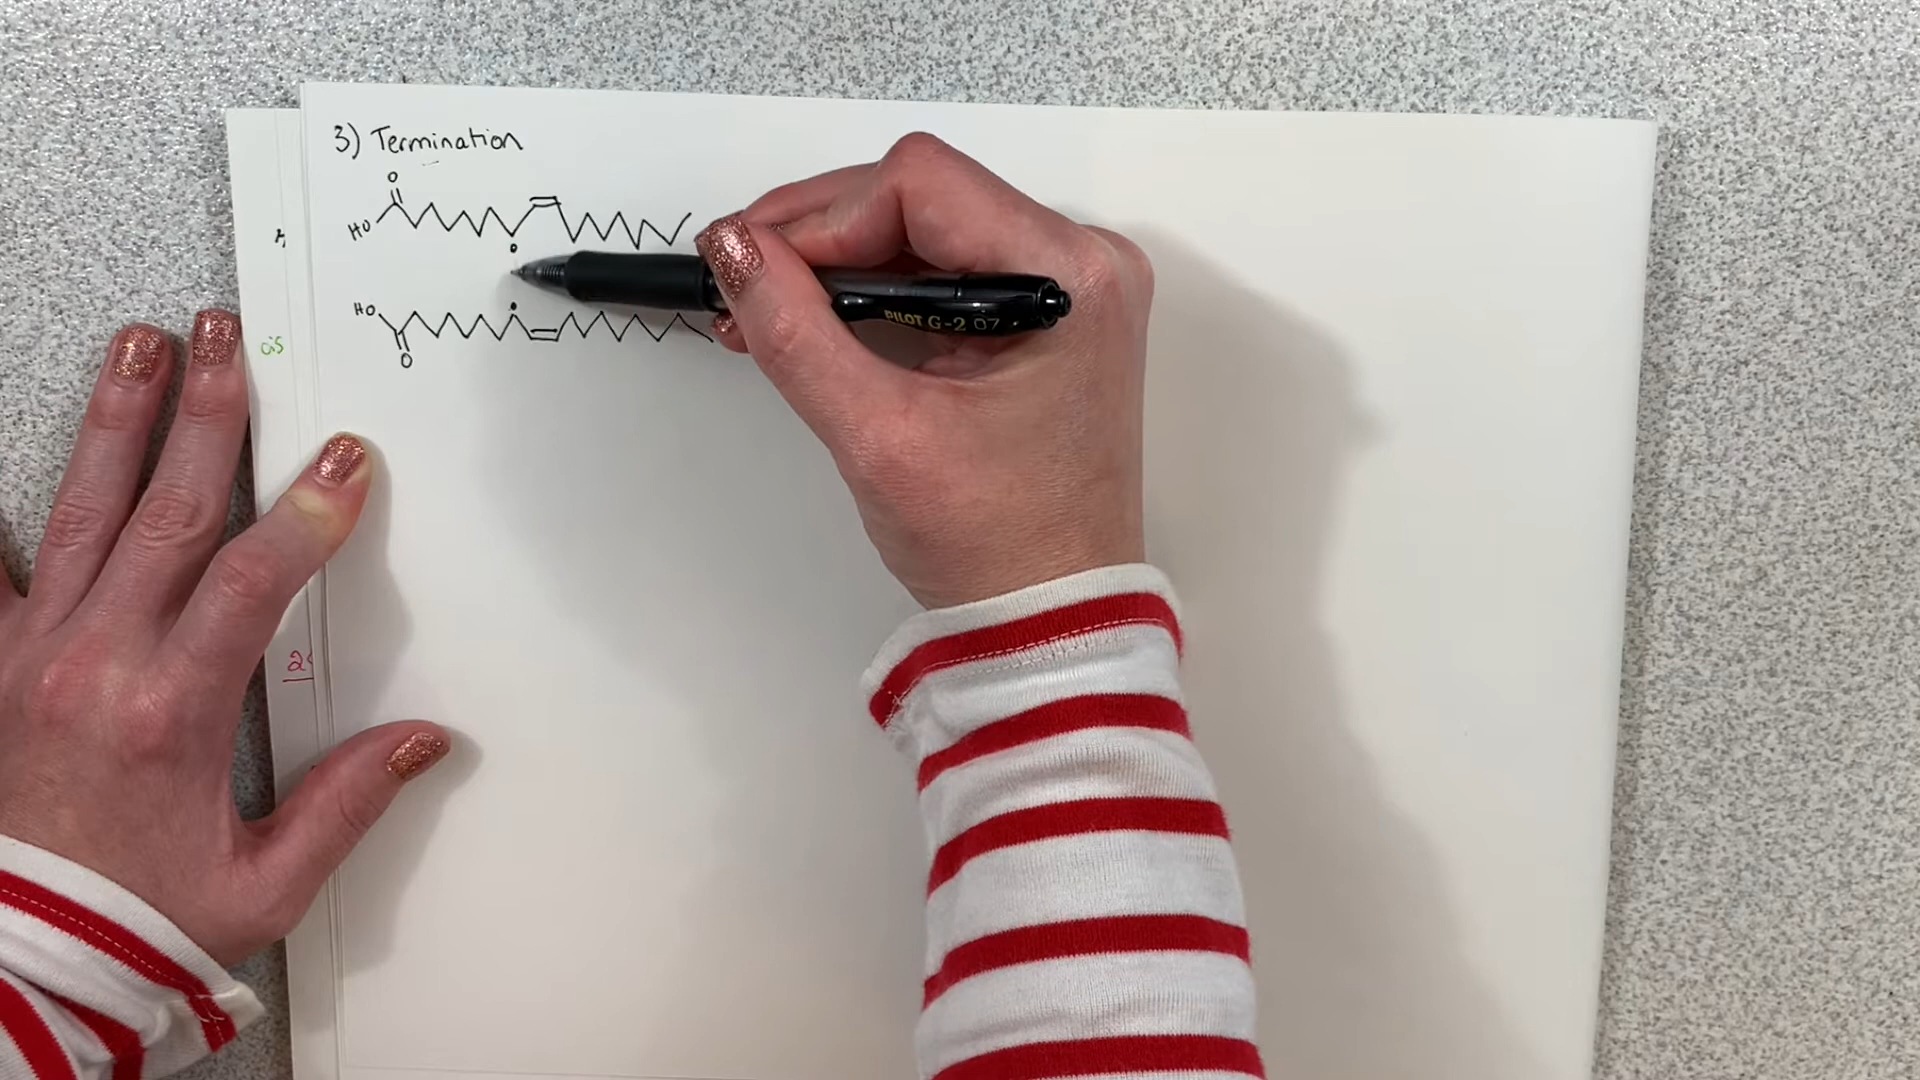 3) Termination
O
HO
HO
O
cis
PILOT G-2 07